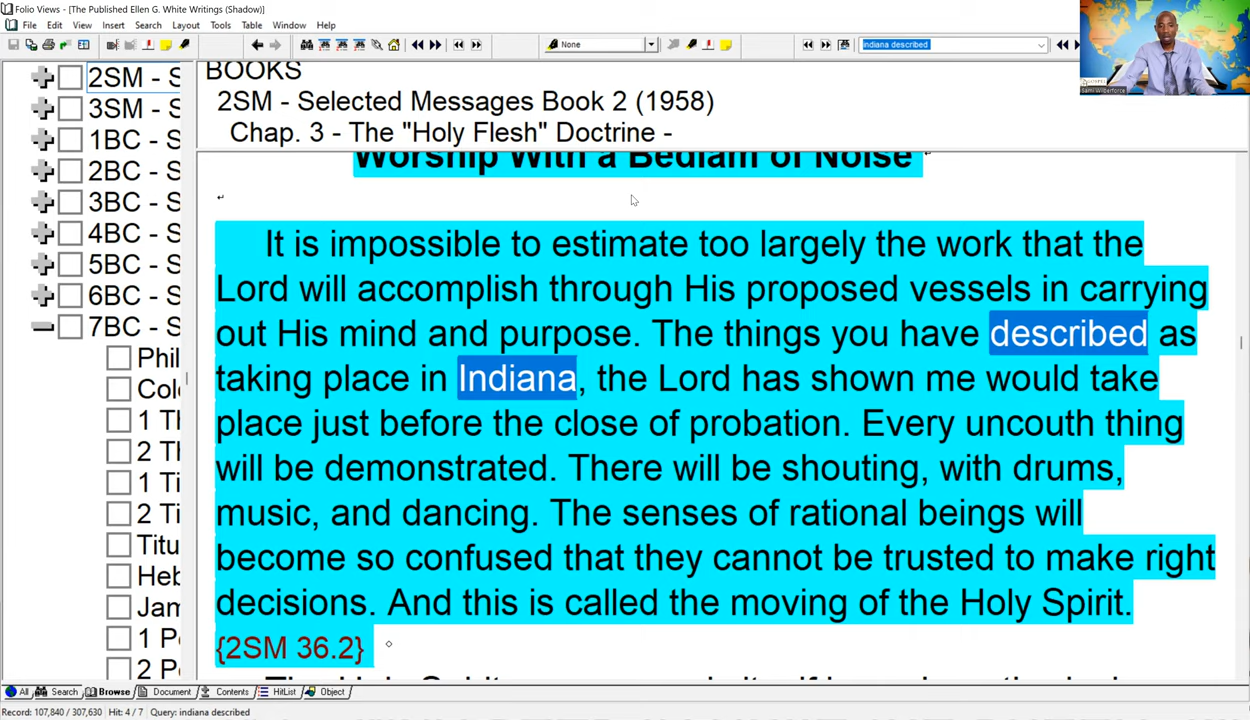 Folio Views - [The Published Ellen G. White Writings (Shadow)]
File Edit View Insert Search Layout Tools Table Window Help
None
indiana described
2SM - S
3SM - S
1BC - S
2BC - S
3BC - S
4BC - S
5BC - S
6BC - S
7BC - S
Phil
Colo
1 Th
2 Th
1 Ti
2 Ti
Titu
Heb
Jam
1 Pe
2 Pe
BOOKS
2SM - Selected Messages Book 2 (1958)
Chap. 3 - The "Holy Flesh" Doctrine -
Worship With a Bedlam of Noise
It is impossible to estimate too largely the work that the
Lord will accomplish through His proposed vessels in carrying
out His mind and purpose. The things you have described as
taking place in Indiana, the Lord has shown me would take
place just before the close of probation. Every uncouth thing
will be demonstrated. There will be shouting, with drums,
music, and dancing. The senses of rational beings will
become so confused that they cannot be trusted to make right
decisions. And this is called the moving of the Holy Spirit.
{2SM 36.2}
All Search Browse Document Contents HitList Object
Record: 107,840 / 307,630 Hit: 4 / 7 Query: indiana described